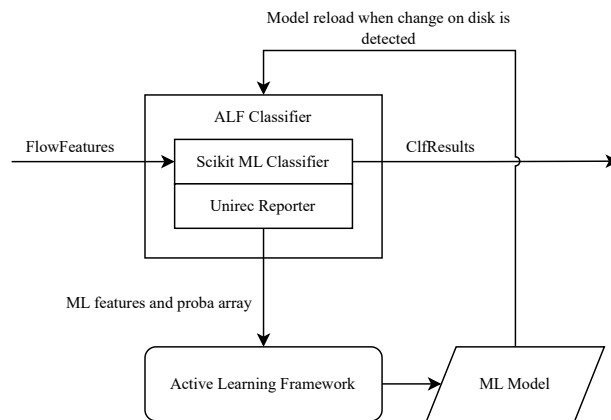 Model reload when change on disk is
detected
ALF Classifier
FlowFeatures
Scikit ML Classifier
ClfResults
Unirec Reporter
ML features and proba array
Active Learning Framework
ML Model